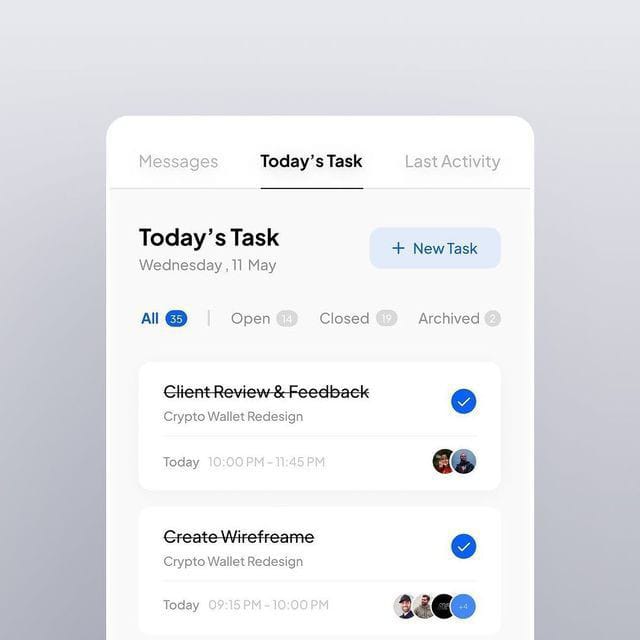 Messages Today's Task Last Activity
Today's Task
+ New Task
Wednesday , 11 May
All 35 | Open 14 Closed 19 Archived 2
Client Review & Feedback
Crypto Wallet Redesign
Today 10:00 PM - 11:45 PM
Create Wirefreame
Crypto Wallet Redesign
Today 09:15 PM - 10:00 PM
+4